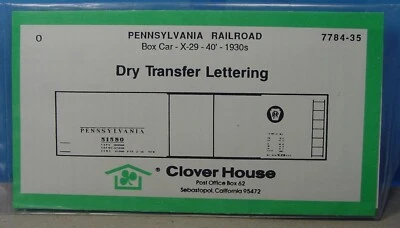 O PENNSYLVANIA RAILROAD 7784-35
Box Car - X-29 - 40' - 1930s
Dry Transfer Lettering
PENNSYLVANIA
81580
® Clover House
Post Office Box 62
Sebastopol, California 95472